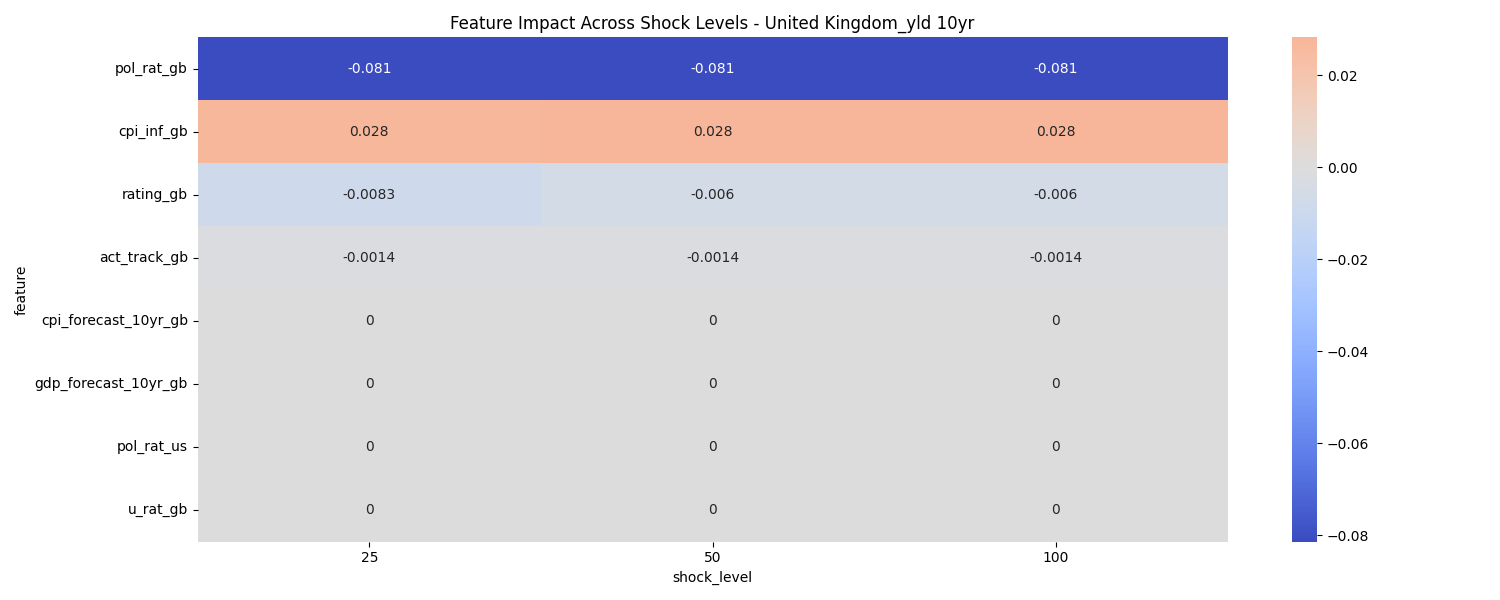 Feature Impact Across Shock Levels - United Kingdom_yld 10yr
feature
pol_rat_gb -0.081 -0.081 -0.081
cpi_inf_gb 0.028 0.028 0.028
rating_gb -0.0083 -0.006 -0.006
act_track_gb -0.0014 -0.0014 -0.0014
cpi_forecast_10yr_gb 0 0 0
gdp_forecast_10yr_gb 0 0 0
pol_rat_us 0 0 0
u_rat_gb 0 0 0
25 50 100
shock_level
0.02
0.00
−0.02
−0.04
−0.06
−0.08